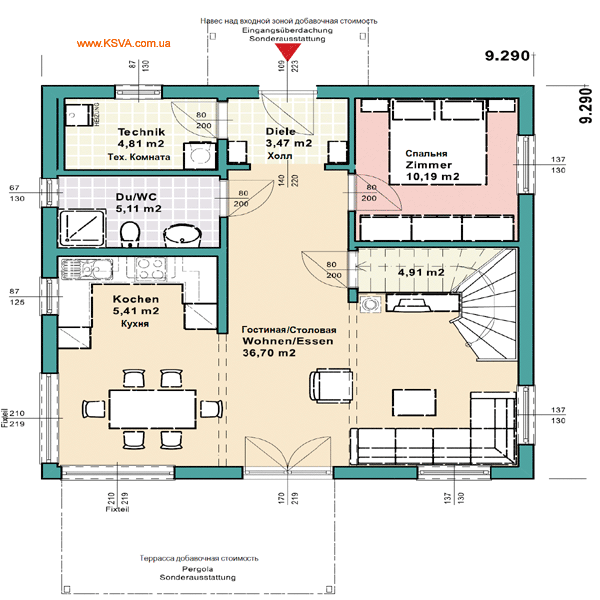 Навес над входной зоной добавочная стоимость
Eingangsüberdachung
Sonderausstattung
www.KSVA.com.ua
9.290
9.290
87
130
109
223
HEIZUNG
Technik
4,81 m2
Тех. Комната
80
200
Diele
3,47 m2
Холл
Спальня
Zimmer
10,19 m2
137
130
67
130
Du/WC
5,11 m2
80
200
140
220
80
200
87
125
Kochen
5,41 m2
Кухня
80
200
4,91 m2
Гостиная/Столовая
Wohnen/Essen
36,70 m2
Fixteil
210
219
137
130
210
219
Fixteil
170
219
137
130
Терраса добавочная стоимость
Pergola
Sonderausstattung